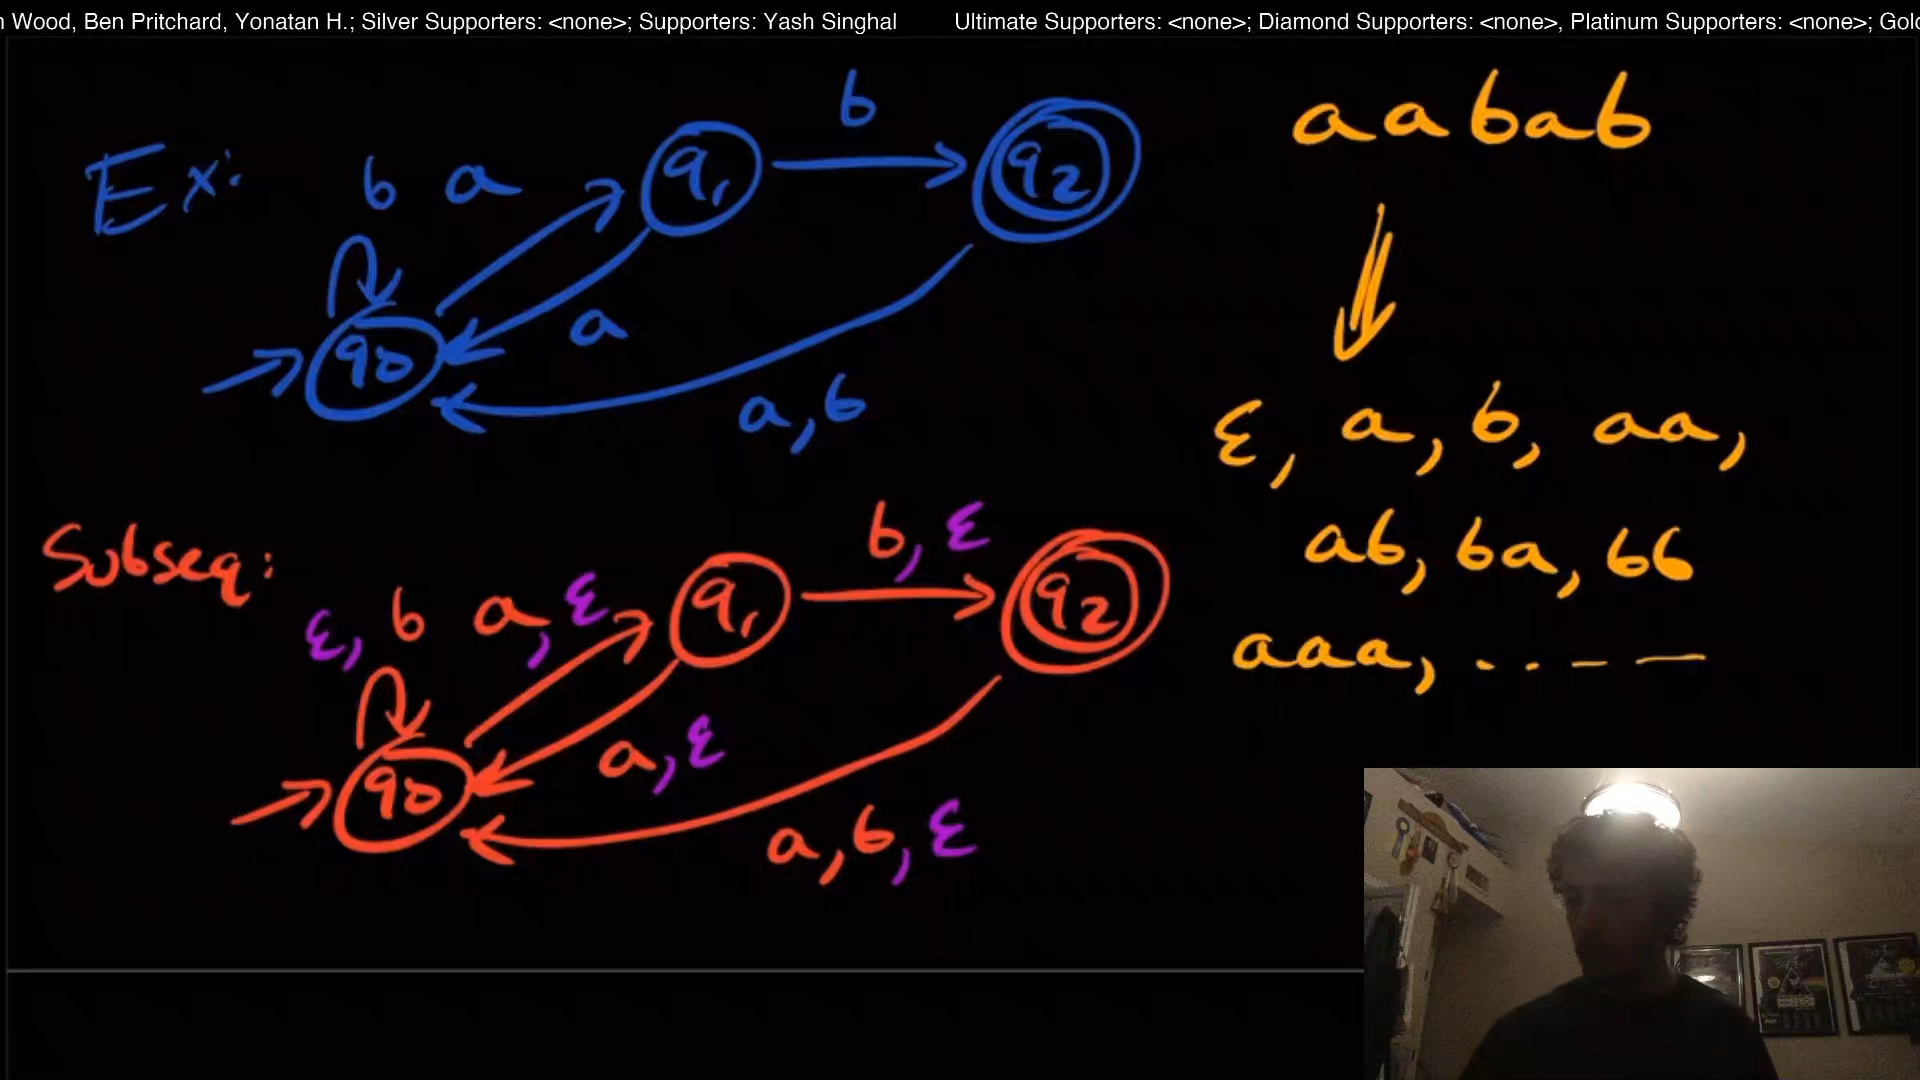 Wood, Ben Pritchard, Yonatan H.; Silver Supporters: <none>; Supporters: Yash Singhal Ultimate Supporters: <none>; Diamond Supporters: <none>, Platinum Supporters: <none>; Gold
Ex:
b a
q1
b
q2
a
q0
a,b
aabab
ε, a, b, aa,
ab, ba, bb
aaa, ....
Subseq:
ε, b a, ε
q1
b, ε
q2
a, ε
q0
a, b, ε